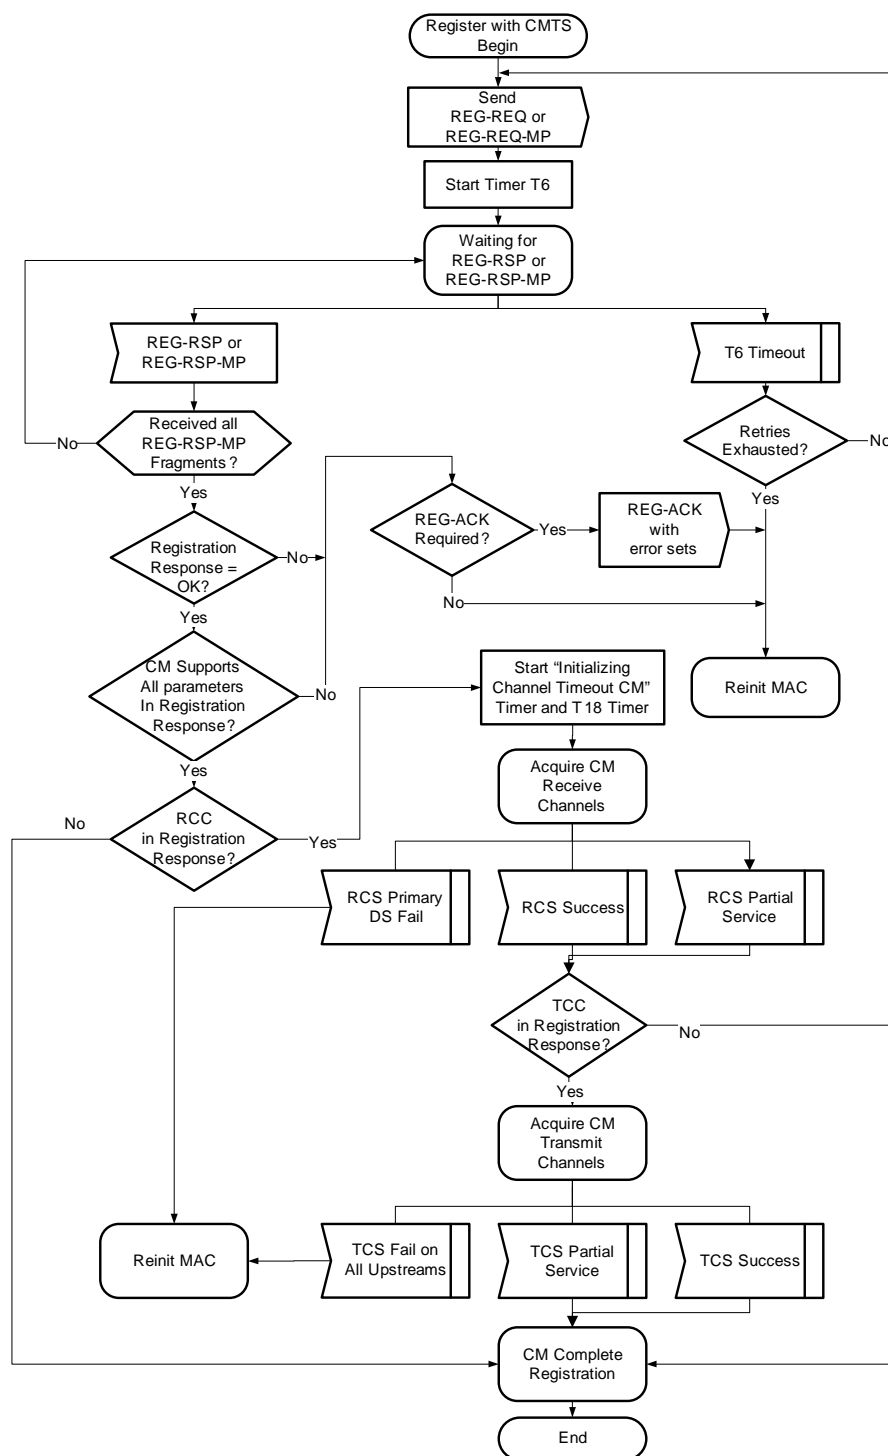 Register with CMTS
Begin
Send
REG-REQ or
REG-REQ-MP
Start Timer T6
Waiting for
REG-RSP or
REG-RSP-MP
REG-RSP or
REG-RSP-MP
T6 Timeout
Received all
REG-RSP-MP
Fragments?
No
Yes
Retries
Exhausted?
No
Yes
REG-ACK
Required?
Yes
REG-ACK
with
error sets
No
Registration
Response =
OK?
No
Yes
CM Supports
All parameters
In Registration
Response?
No
Yes
Start “Initializing
Channel Timeout CM”
Timer and T18 Timer
Reinit MAC
Acquire CM
Receive
Channels
RCC
in Registration
Response?
No
Yes
RCS Primary
DS Fail
RCS Success
RCS Partial
Service
TCC
in Registration
Response?
No
Yes
Acquire CM
Transmit
Channels
Reinit MAC
TCS Fail on
All Upstreams
TCS Partial
Service
TCS Success
CM Complete
Registration
End